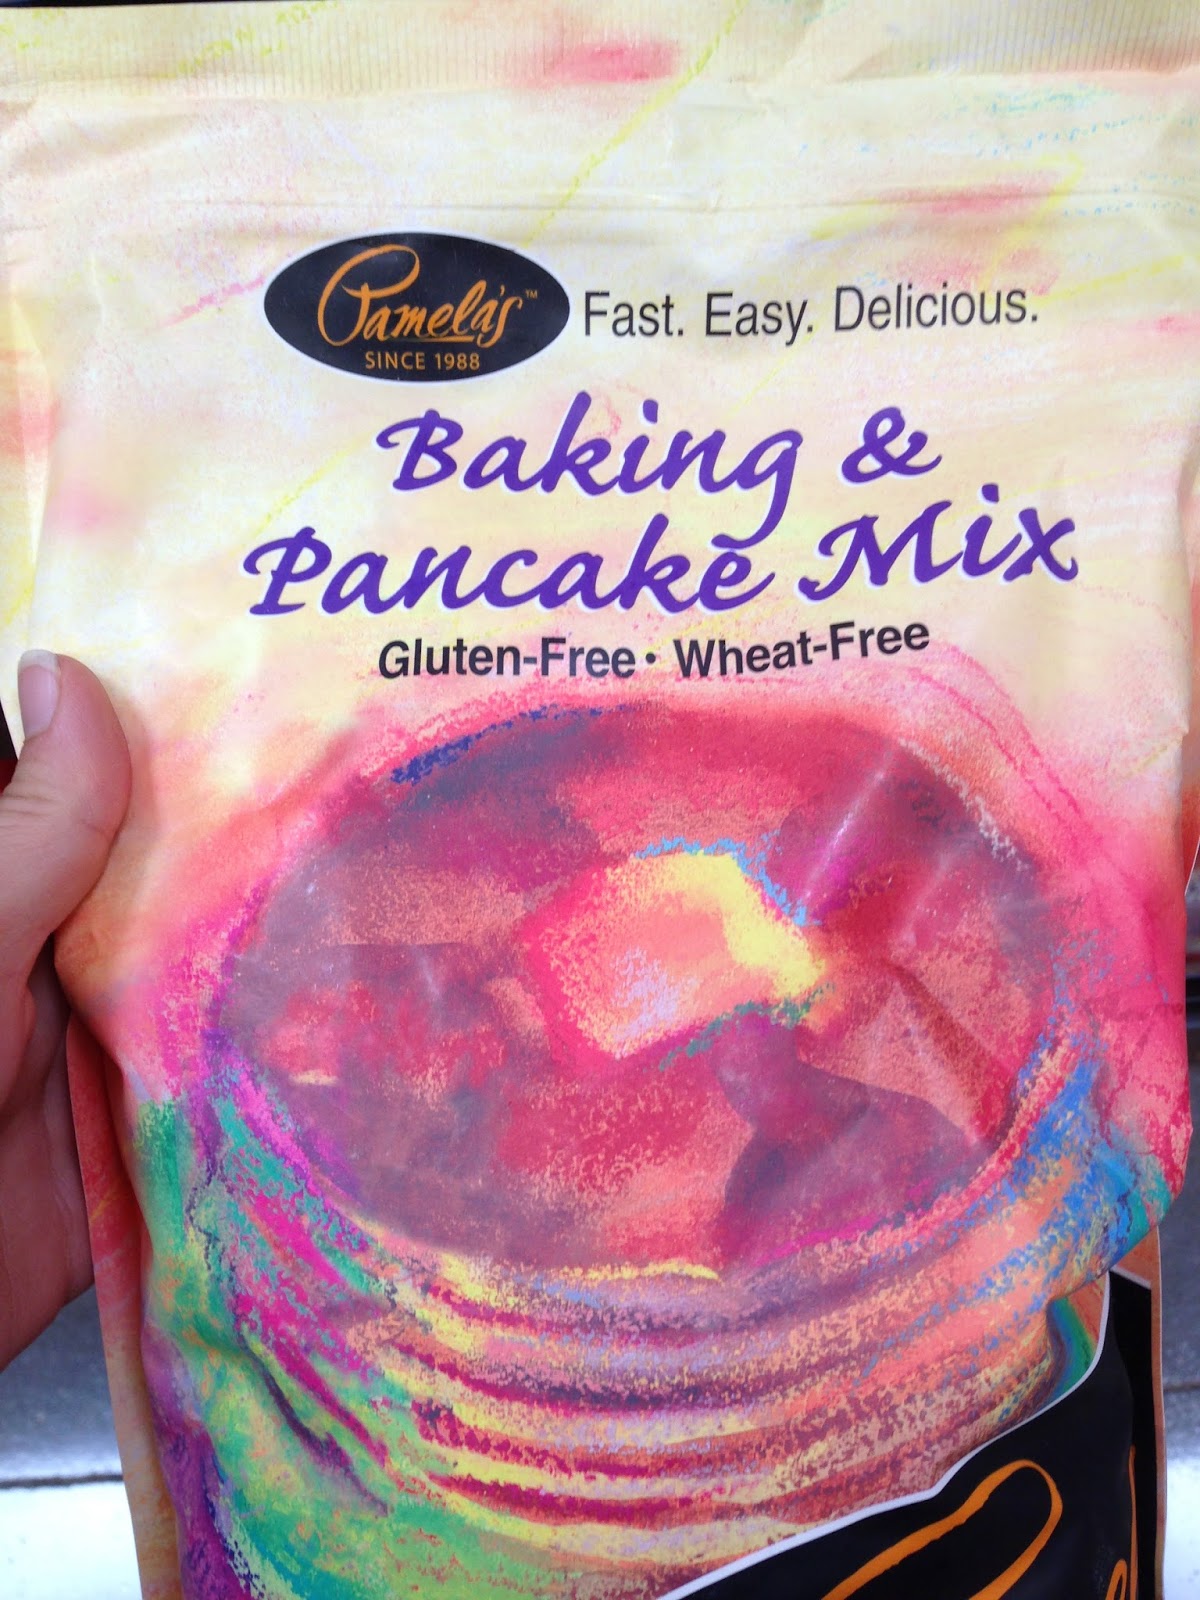 Pamela's™
SINCE 1988
Fast. Easy. Delicious.
Baking &
Pancake Mix
Gluten-Free • Wheat-Free